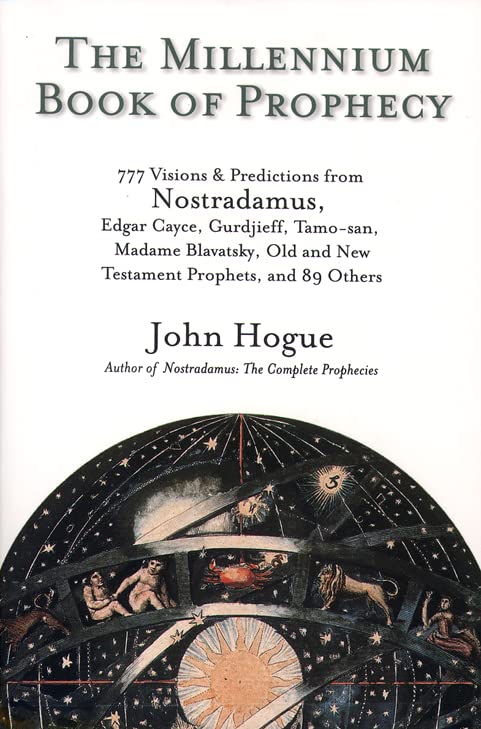 THE MILLENNIUM
BOOK OF PROPHECY
777 Visions & Predictions from
Nostradamus,
Edgar Cayce, Gurdjieff, Tamo-san,
Madame Blavatsky, Old and New
Testament Prophets, and 89 Others
John Hogue
Author of Nostradamus: The Complete Prophecies